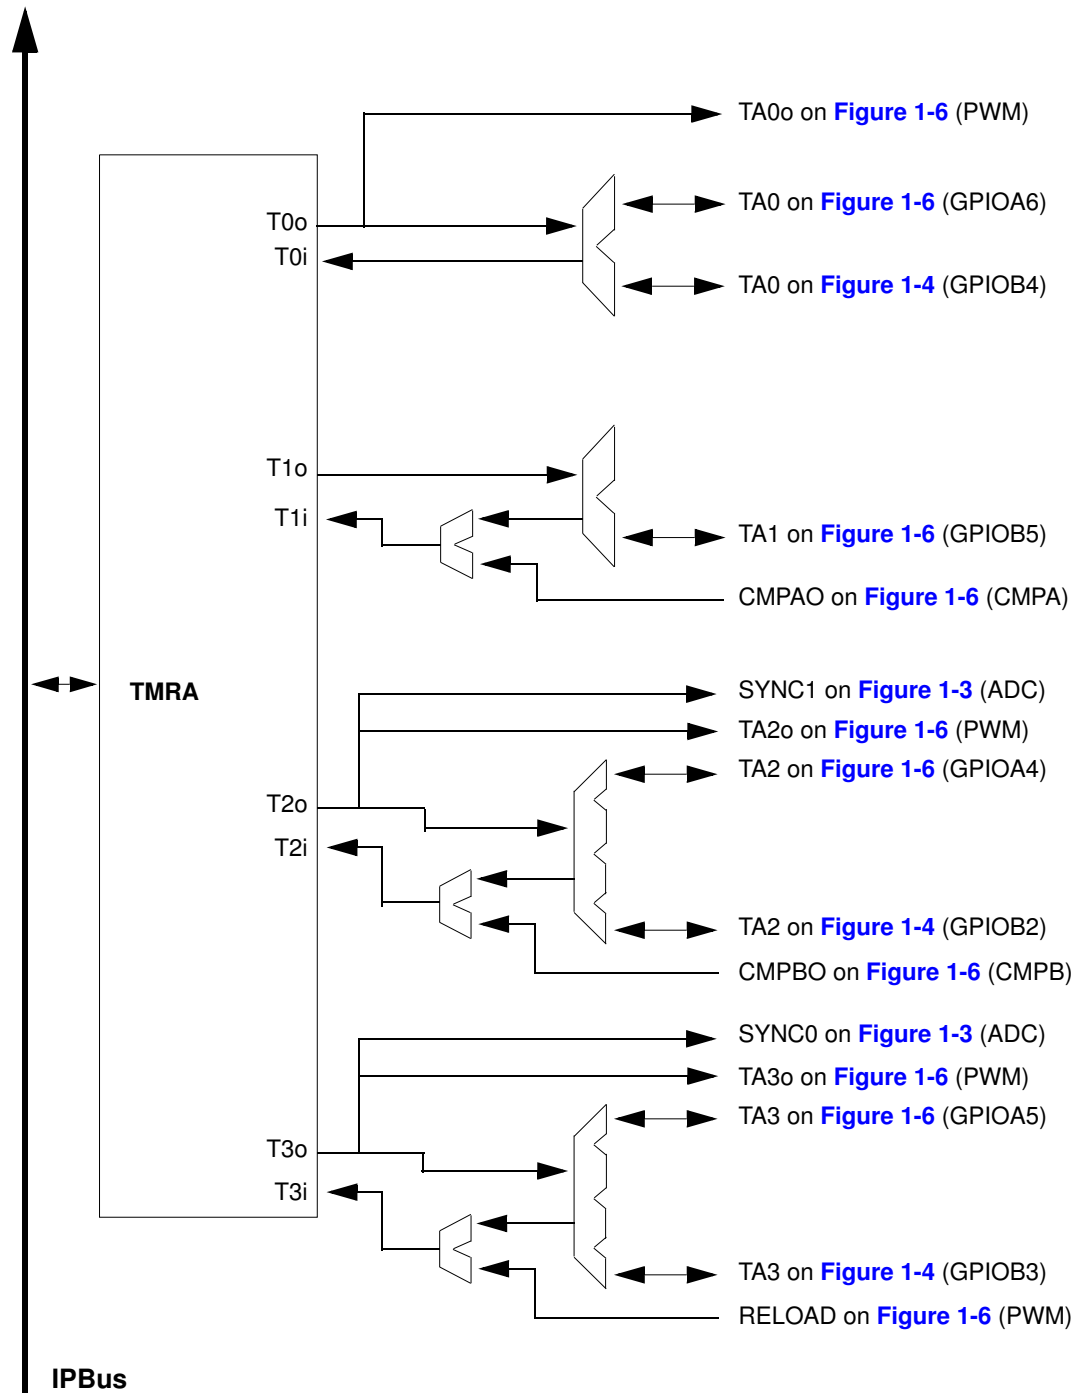 TA0o on Figure 1-6 (PWM)
TA0 on Figure 1-6 (GPIOA6)
T0o
T0i
TA0 on Figure 1-4 (GPIOB4)
T1o
T1i
TA1 on Figure 1-6 (GPIOB5)
CMPAO on Figure 1-6 (CMPA)
TMRA
SYNC1 on Figure 1-3 (ADC)
TA2o on Figure 1-6 (PWM)
TA2 on Figure 1-6 (GPIOA4)
T2o
T2i
TA2 on Figure 1-4 (GPIOB2)
CMPBO on Figure 1-6 (CMPB)
SYNC0 on Figure 1-3 (ADC)
TA3o on Figure 1-6 (PWM)
TA3 on Figure 1-6 (GPIOA5)
T3o
T3i
TA3 on Figure 1-4 (GPIOB3)
RELOAD on Figure 1-6 (PWM)
IPBus